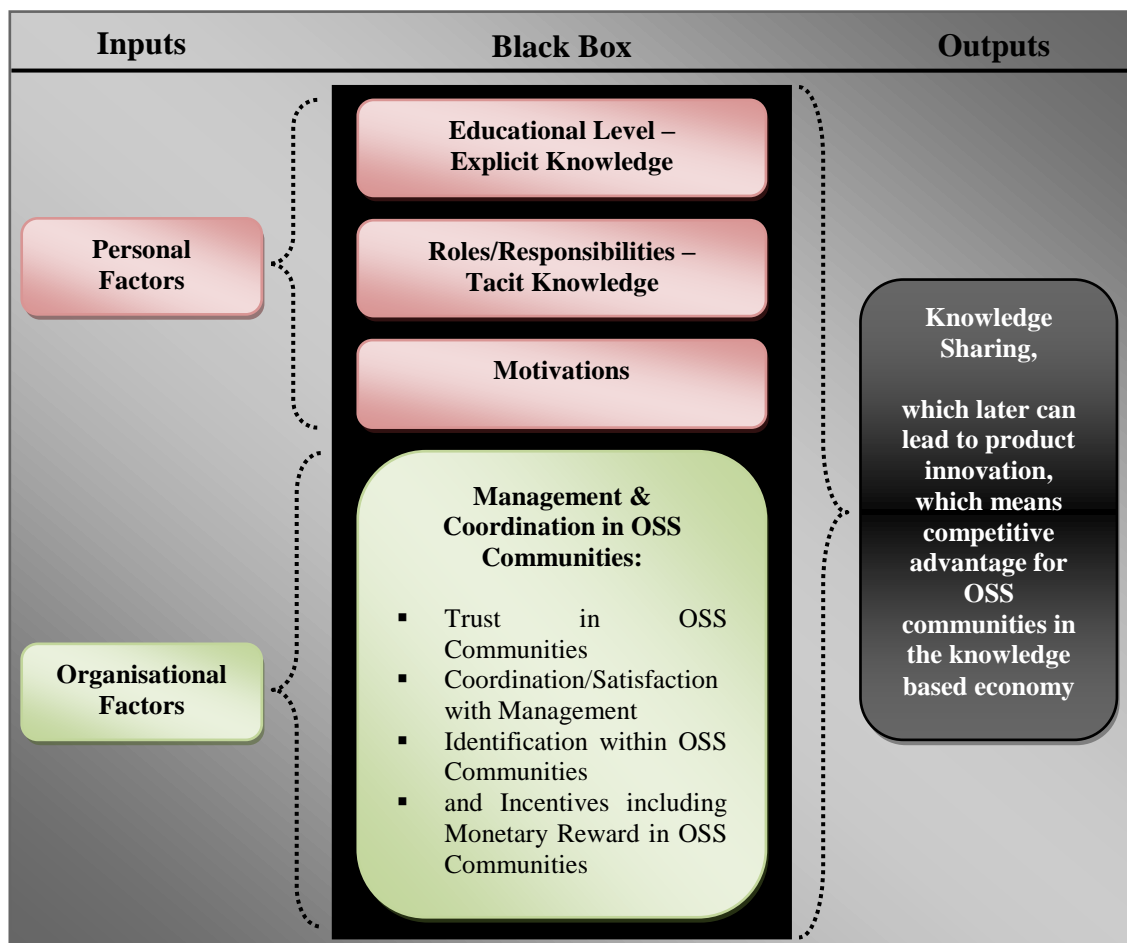 Inputs
Black Box
Outputs
Personal
Factors
Educational Level –
Explicit Knowledge
Roles/Responsibilities –
Tacit Knowledge
Motivations
Organisational
Factors
Management &
Coordination in OSS
Communities:
▪ Trust in OSS
Communities
▪ Coordination/Satisfaction
with Management
▪ Identification within OSS
Communities
▪ and Incentives including
Monetary Reward in OSS
Communities
Knowledge
Sharing,
which later can
lead to product
innovation,
which means
competitive
advantage for
OSS
communities in
the knowledge
based economy